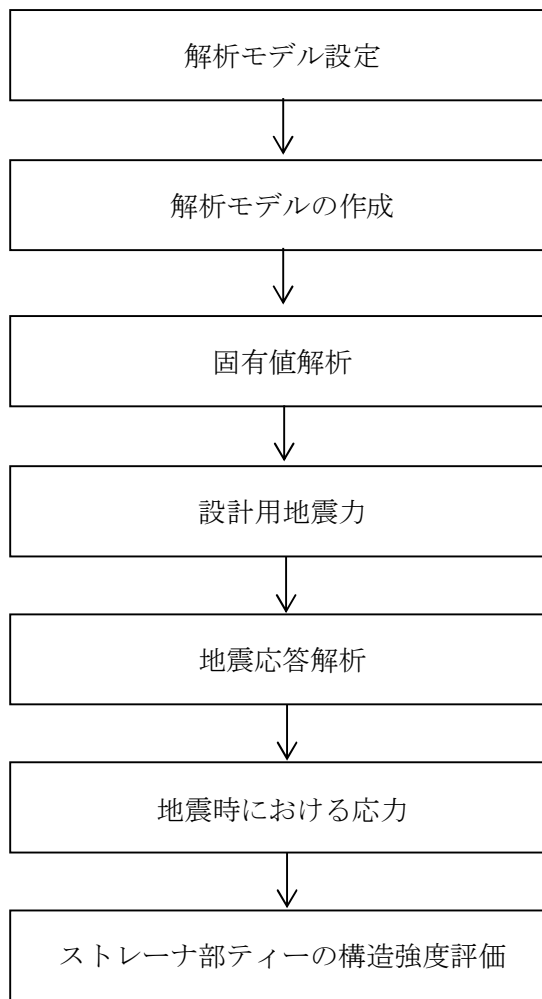 解析モデル設定
解析モデルの作成
固有値解析
設計用地震力
地震応答解析
地震時における応力
ストレーナ部ティーの構造強度評価